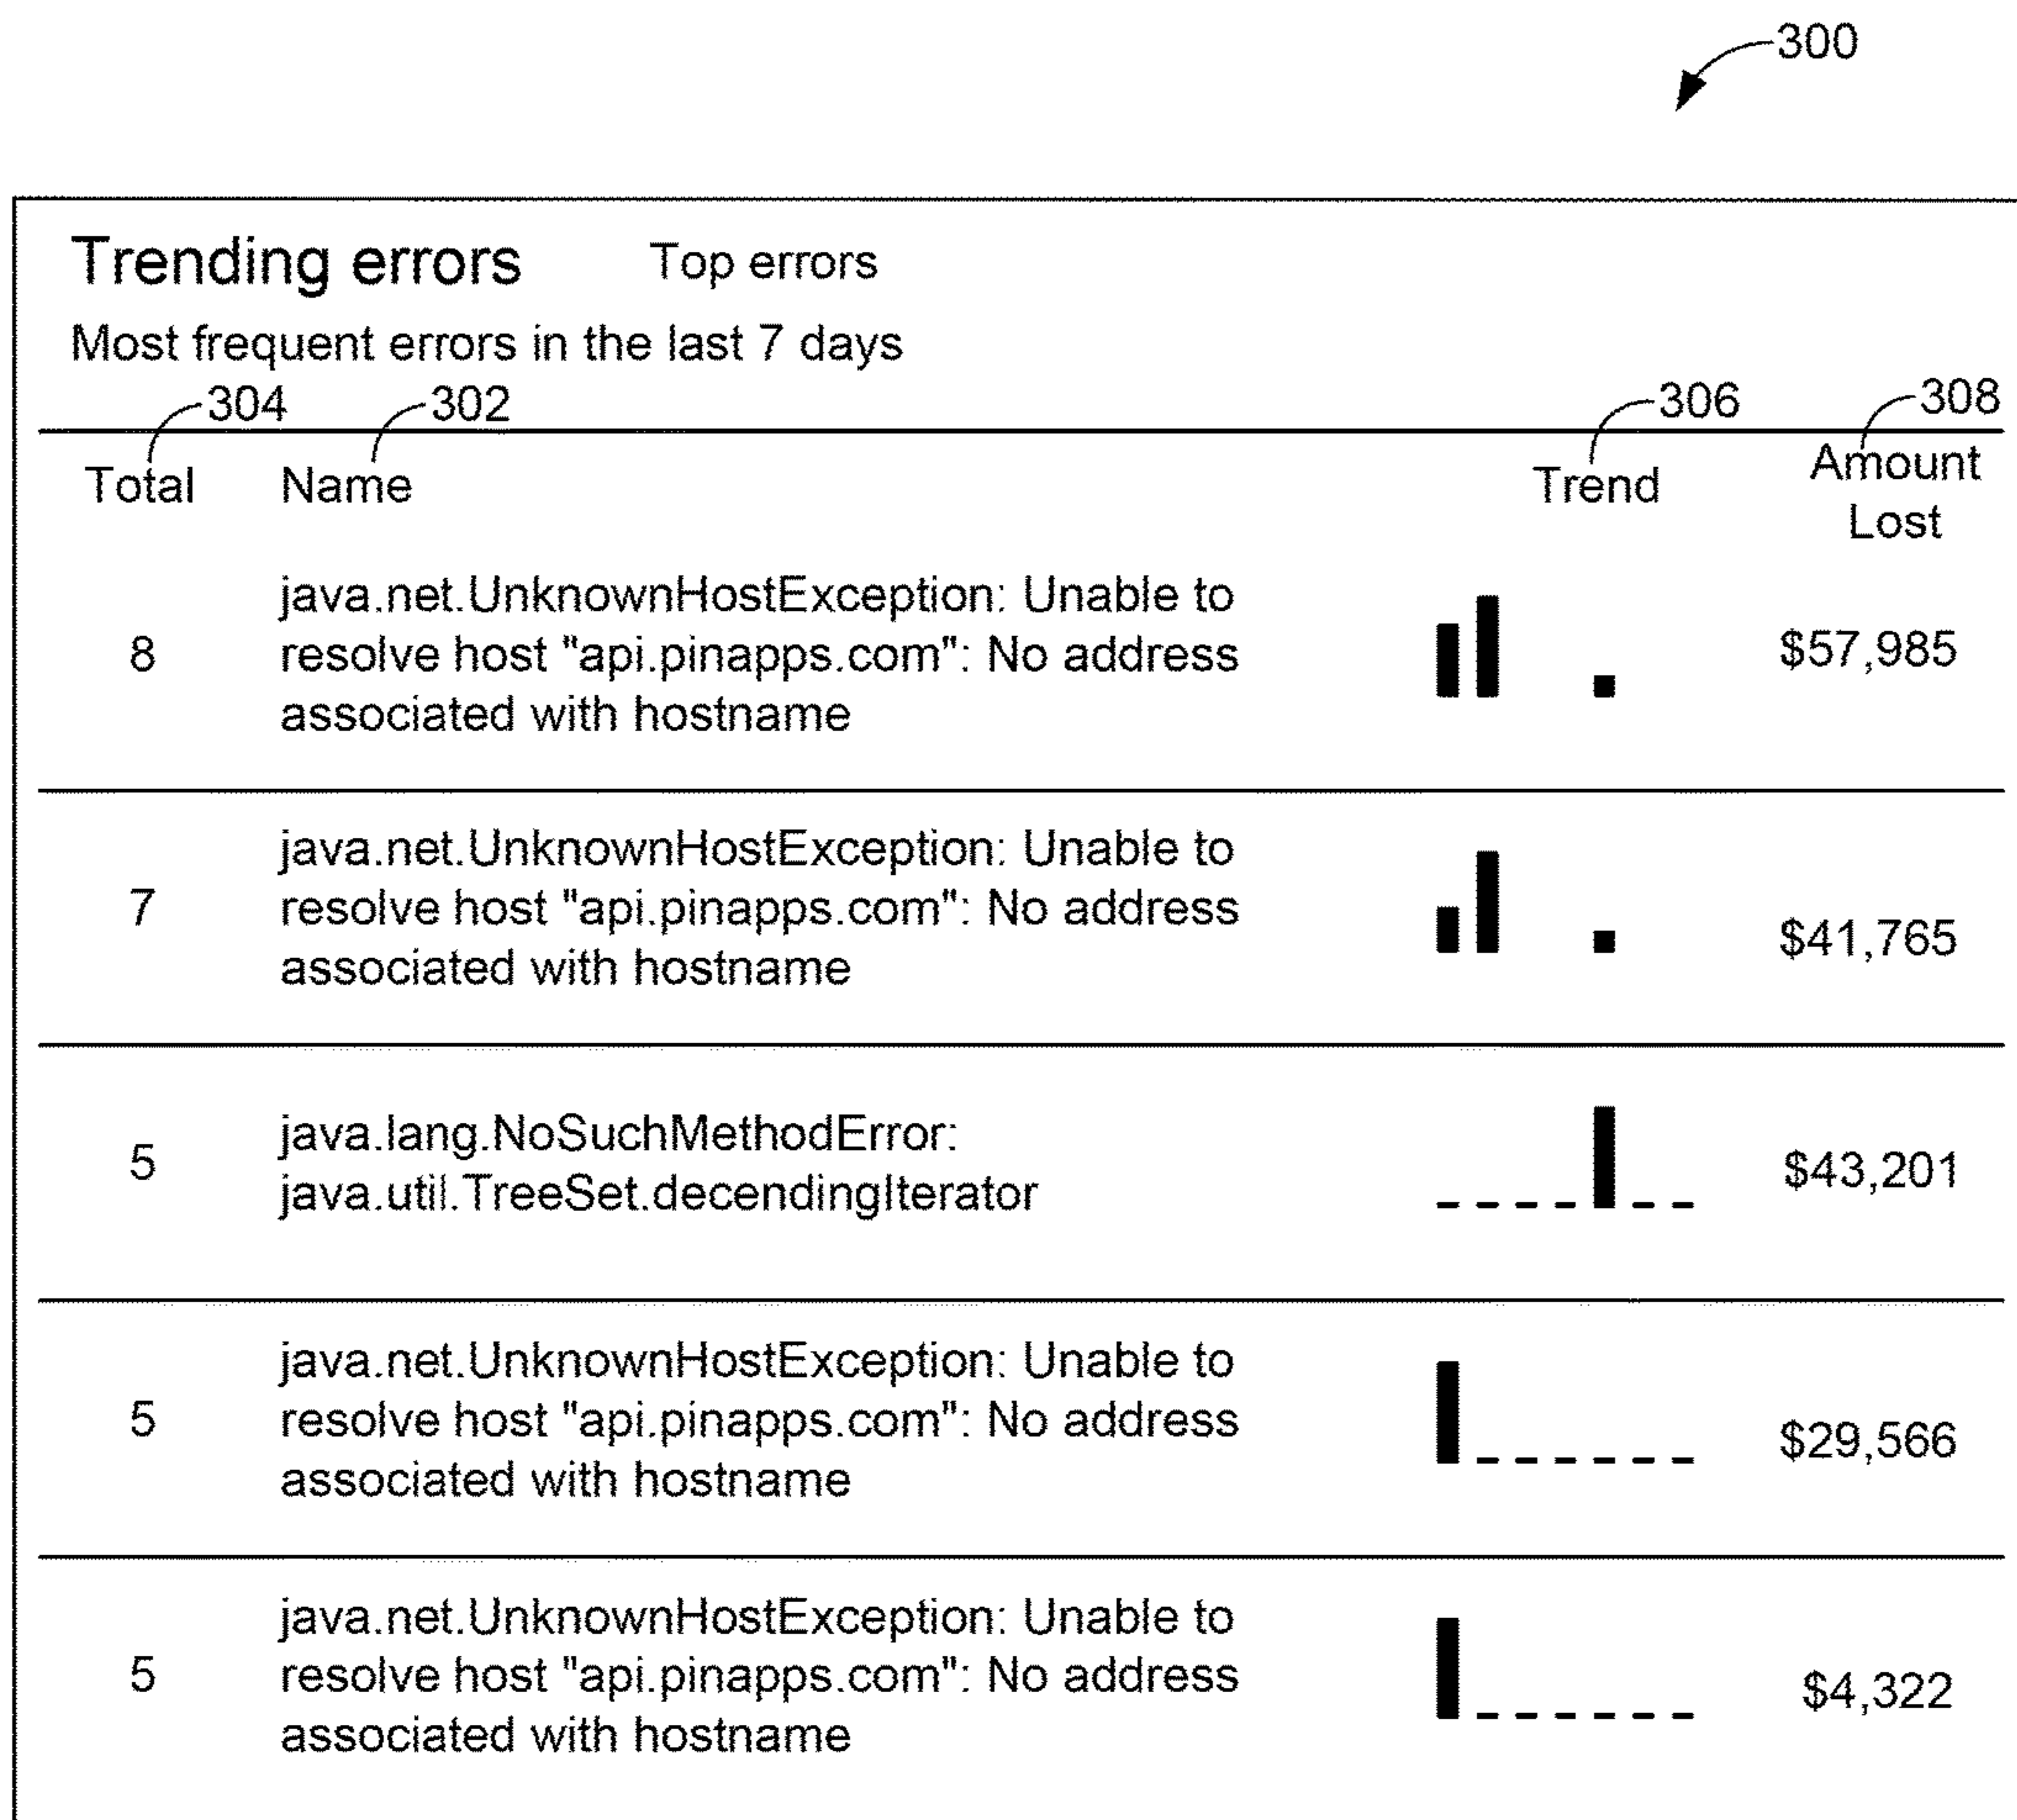 300
Trending errors Top errors
Most frequent errors in the last 7 days
304 302 306 308
Total Name Trend Amount
Lost
java.net.UnknownHostException: Unable to
8 resolve host "api.pinapps.com": No address $57,985
associated with hostname
java.net.UnknownHostException: Unable to
7 resolve host "api.pinapps.com": No address $41,765
associated with hostname
java.lang.NoSuchMethodError:
5 $43,201
java.util.TreeSet.decendingIterator
java.net.UnknownHostException: Unable to
5 resolve host "api.pinapps.com": No address $29,566
associated with hostname
java.net.UnknownHostException: Unable to
5 resolve host "api.pinapps.com": No address $4,322
associated with hostname